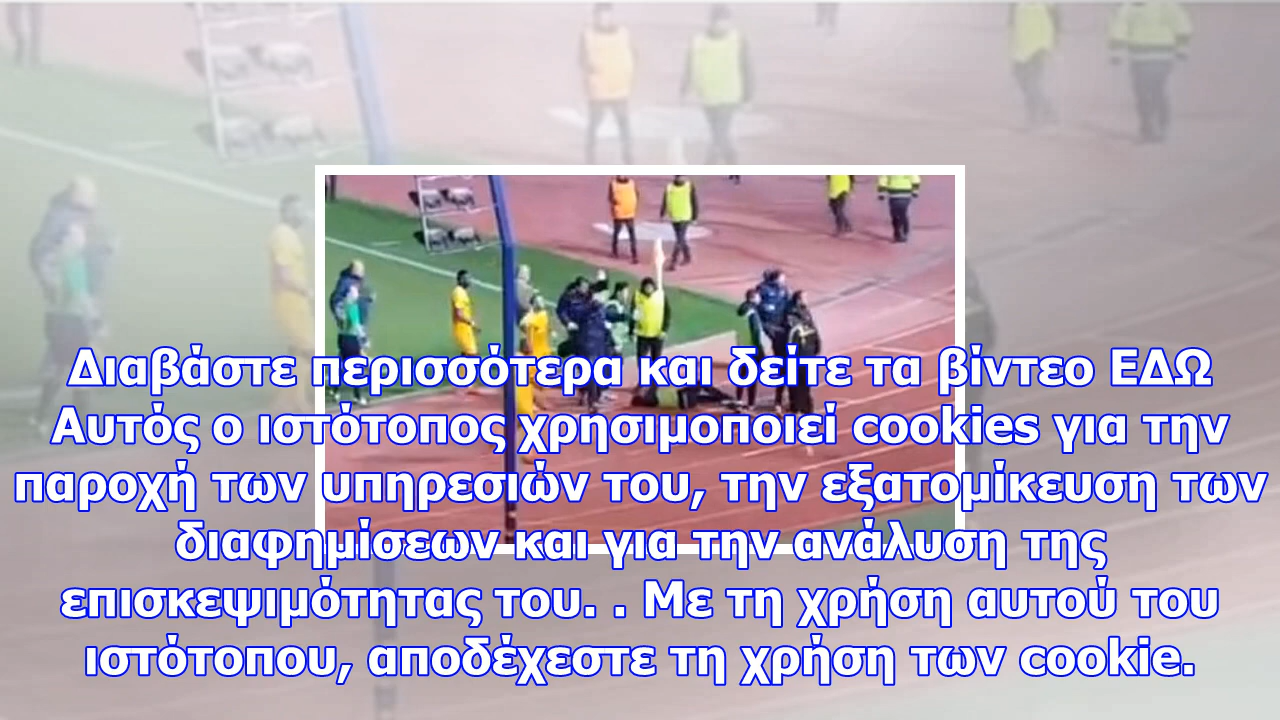 Διαβάστε περισσότερα και δείτε τα βίντεο ΕΔΩ
Αυτός ο ιστότοπος χρησιμοποιεί cookies για την
παροχή των υπηρεσιών του, την εξατομίκευση των
διαφημίσεων και για την ανάλυση της
επισκεψιμότητας του. . Με τη χρήση αυτού του
ιστότοπου, αποδέχεστε τη χρήση των cookie.